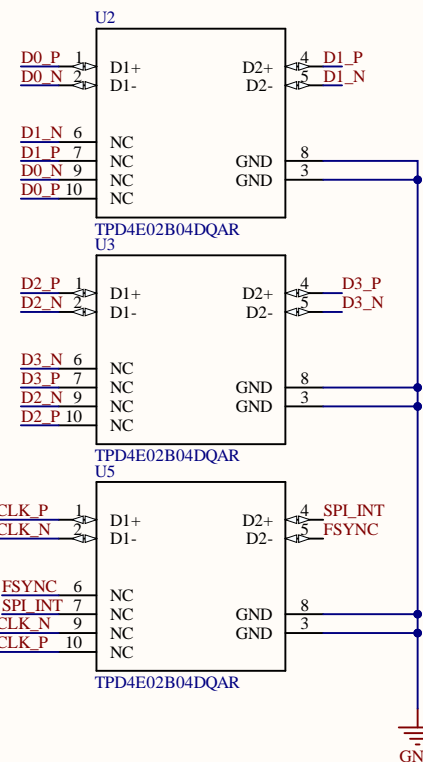 U2
D0_P 1 D1+ D2+ 4 D1_P
D0_N 2 D1- D2- 5 D1_N
D1_N 6 NC
D1_P 7 NC GND 8
D0_N 9 NC GND 3
D0_P 10 NC
TPD4E02B04DQAR
U3
D2_P 1 D1+ D2+ 4 D3_P
D2_N 2 D1- D2- 5 D3_N
D3_N 6 NC
D3_P 7 NC GND 8
D2_N 9 NC GND 3
D2_P 10 NC
TPD4E02B04DQAR
U5
CLK_P 1 D1+ D2+ 4 SPI_INT
CLK_N 2 D1- D2- 5 FSYNC
FSYNC 6 NC
SPI_INT 7 NC GND 8
CLK_N 9 NC GND 3
CLK_P 10 NC
TPD4E02B04DQAR
GN